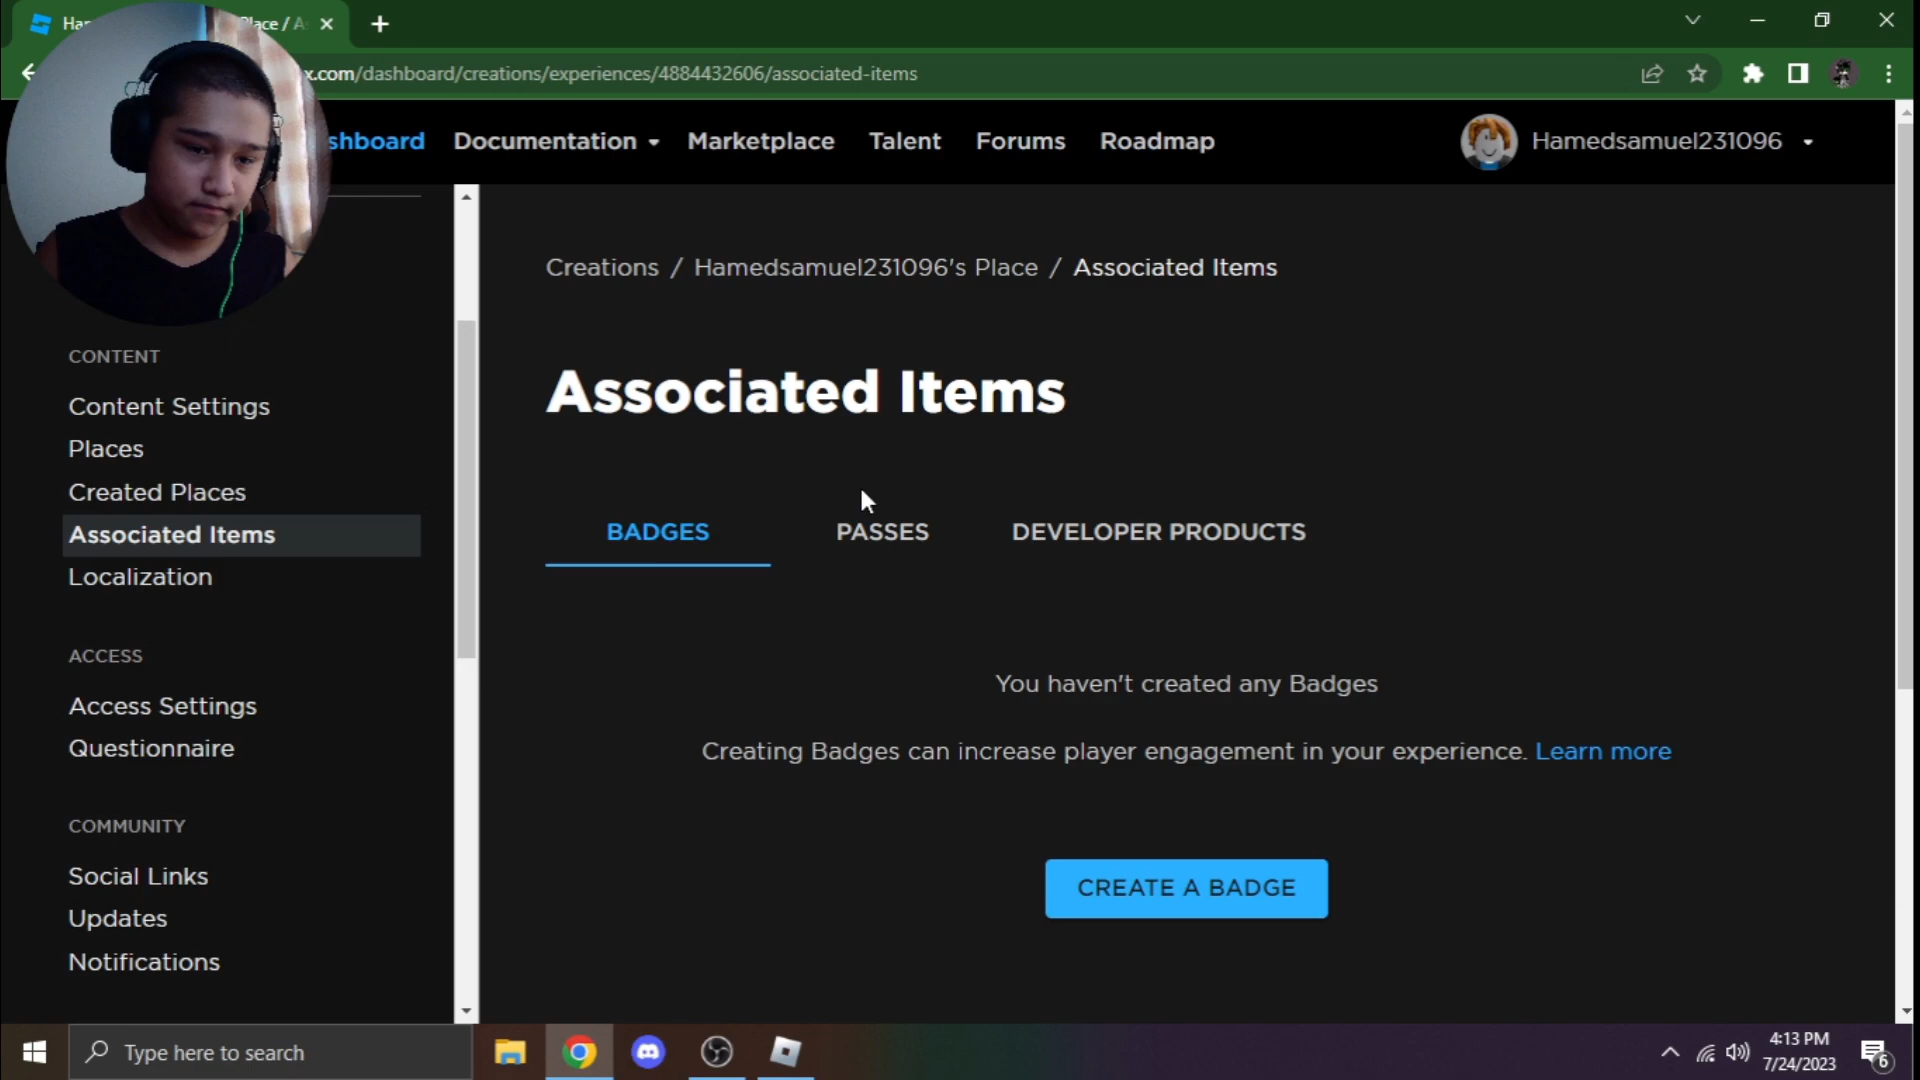 Har
Place / A
x.com/dashboard/creations/experiences/4884432606/associated-items
shboard Documentation Marketplace Talent Forums Roadmap Hamedsamuel231096
Creations / Hamedsamuel231096's Place / Associated Items
CONTENT
Content Settings
Places
Created Places
Associated Items
Localization
ACCESS
Access Settings
Questionnaire
COMMUNITY
Social Links
Updates
Notifications
Associated Items
BADGES PASSES DEVELOPER PRODUCTS
You haven't created any Badges
Creating Badges can increase player engagement in your experience. Learn more
CREATE A BADGE
Type here to search
4:13 PM
7/24/2023
6